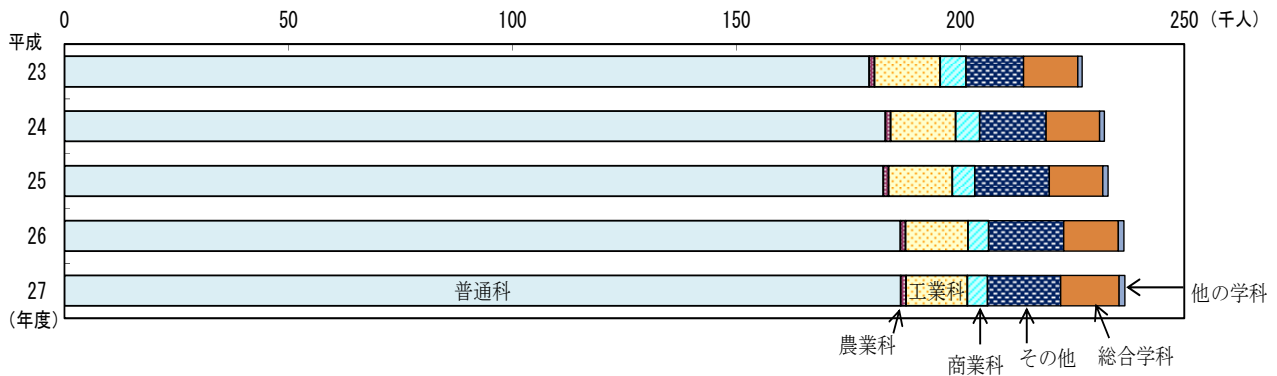 0 50 100 150 200 250 (千人)
平成
23
24
25
26
27 普通科 工業科 他の学科
(年度)
農業科 商業科 その他 総合学科